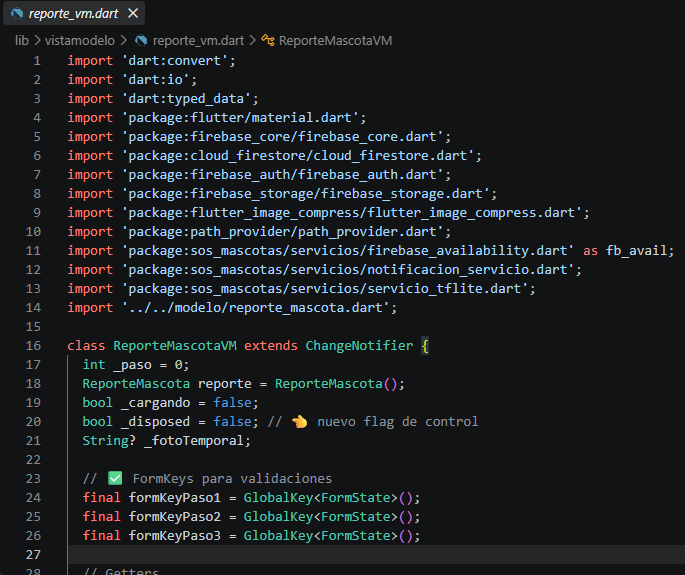 reporte_vm.dart ×
lib > vistamodelo > reporte_vm.dart > ReporteMascotaVM
1 import 'dart:convert';
2 import 'dart:io';
3 import 'dart:typed_data';
4 import 'package:flutter/material.dart';
5 import 'package:firebase_core/firebase_core.dart';
6 import 'package:cloud_firestore/cloud_firestore.dart';
7 import 'package:firebase_auth/firebase_auth.dart';
8 import 'package:firebase_storage/firebase_storage.dart';
9 import 'package:flutter_image_compress/flutter_image_compress.dart';
10 import 'package:path_provider/path_provider.dart';
11 import 'package:sos_mascotas/servicios/firebase_availability.dart' as fb_avail;
12 import 'package:sos_mascotas/servicios/notificacion_servicio.dart';
13 import 'package:sos_mascotas/servicios/servicio_tflite.dart';
14 import '../../modelo/reporte_mascota.dart';
15
16 class ReporteMascotaVM extends ChangeNotifier {
17 int _paso = 0;
18 ReporteMascota reporte = ReporteMascota();
19 bool _cargando = false;
20 bool _disposed = false; // 👈 nuevo flag de control
21 String? _fotoTemporal;
22
23 // ✅ FormKeys para validaciones
24 final formKeyPaso1 = GlobalKey<FormState>();
25 final formKeyPaso2 = GlobalKey<FormState>();
26 final formKeyPaso3 = GlobalKey<FormState>();
27
28 // Getters